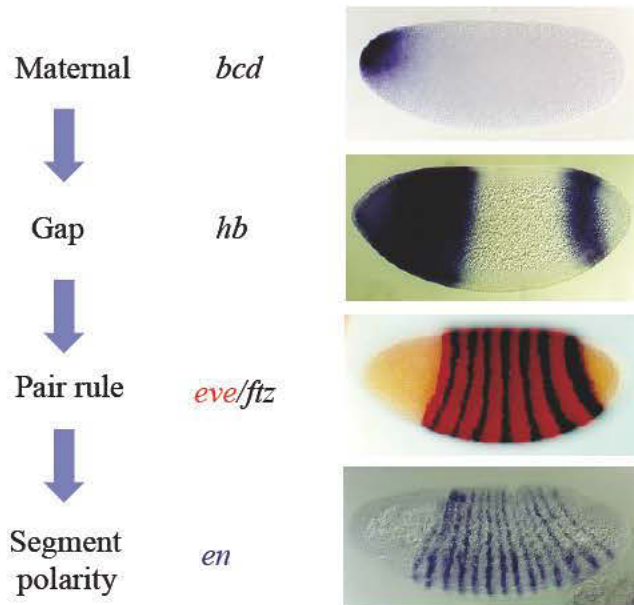 Maternal bcd
Gap hb
Pair rule eve/ftz
Segment
polarity en